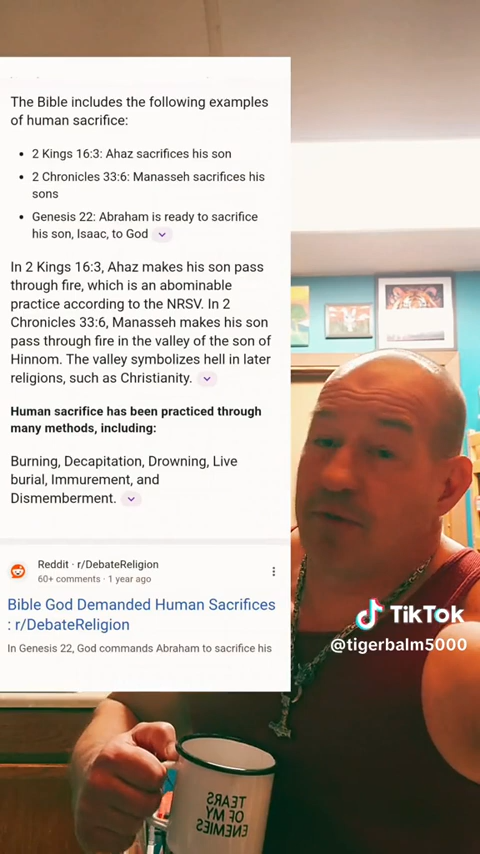 The Bible includes the following examples
of human sacrifice:
• 2 Kings 16:3: Ahaz sacrifices his son
• 2 Chronicles 33:6: Manasseh sacrifices his
sons
• Genesis 22: Abraham is ready to sacrifice
his son, Isaac, to God
In 2 Kings 16:3, Ahaz makes his son pass
through fire, which is an abominable
practice according to the NRSV. In 2
Chronicles 33:6, Manasseh makes his son
pass through fire in the valley of the son of
Hinnom. The valley symbolizes hell in later
religions, such as Christianity.
Human sacrifice has been practiced through
many methods, including:
Burning, Decapitation, Drowning, Live
burial, Immurement, and
Dismemberment.
Reddit · r/DebateReligion
60+ comments · 1 year ago
Bible God Demanded Human Sacrifices
: r/DebateReligion
In Genesis 22, God commands Abraham to sacrifice his
TikTok
@tigerbalm5000
TEARS
OF MY
ENEMIES